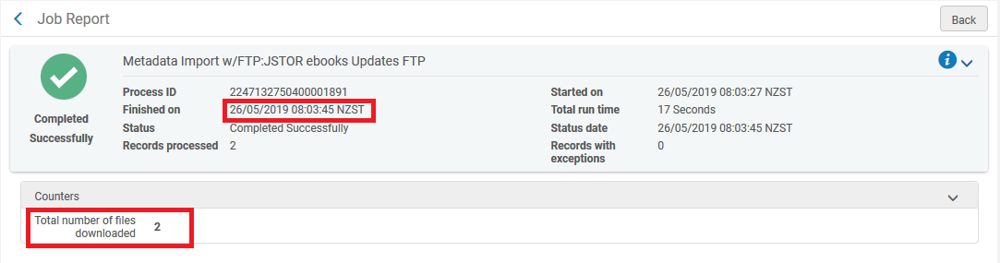 Job Report
Back
Metadata Import w/FTP:JSTOR ebooks Updates FTP
i
Completed
Successfully
Process ID 2247132750400001891
Finished on 26/05/2019 08:03:45 NZST
Status Completed Successfully
Records processed 2
Started on 26/05/2019 08:03:27 NZST
Total run time 17 Seconds
Status date 26/05/2019 08:03:45 NZST
Records with 0
exceptions
Counters
Total number of files 2
downloaded